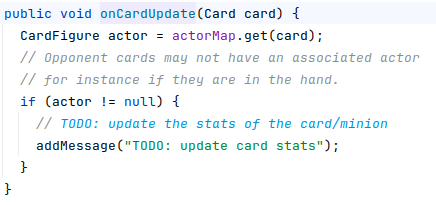 public void onCardUpdate(Card card) {
  CardFigure actor = actorMap.get(card);
  // Opponent cards may not have an associated actor
  // for instance if they are in the hand.
  if (actor != null) {
    // TODO: update the stats of the card/minion
    addMessage("TODO: update card stats");
  }
}